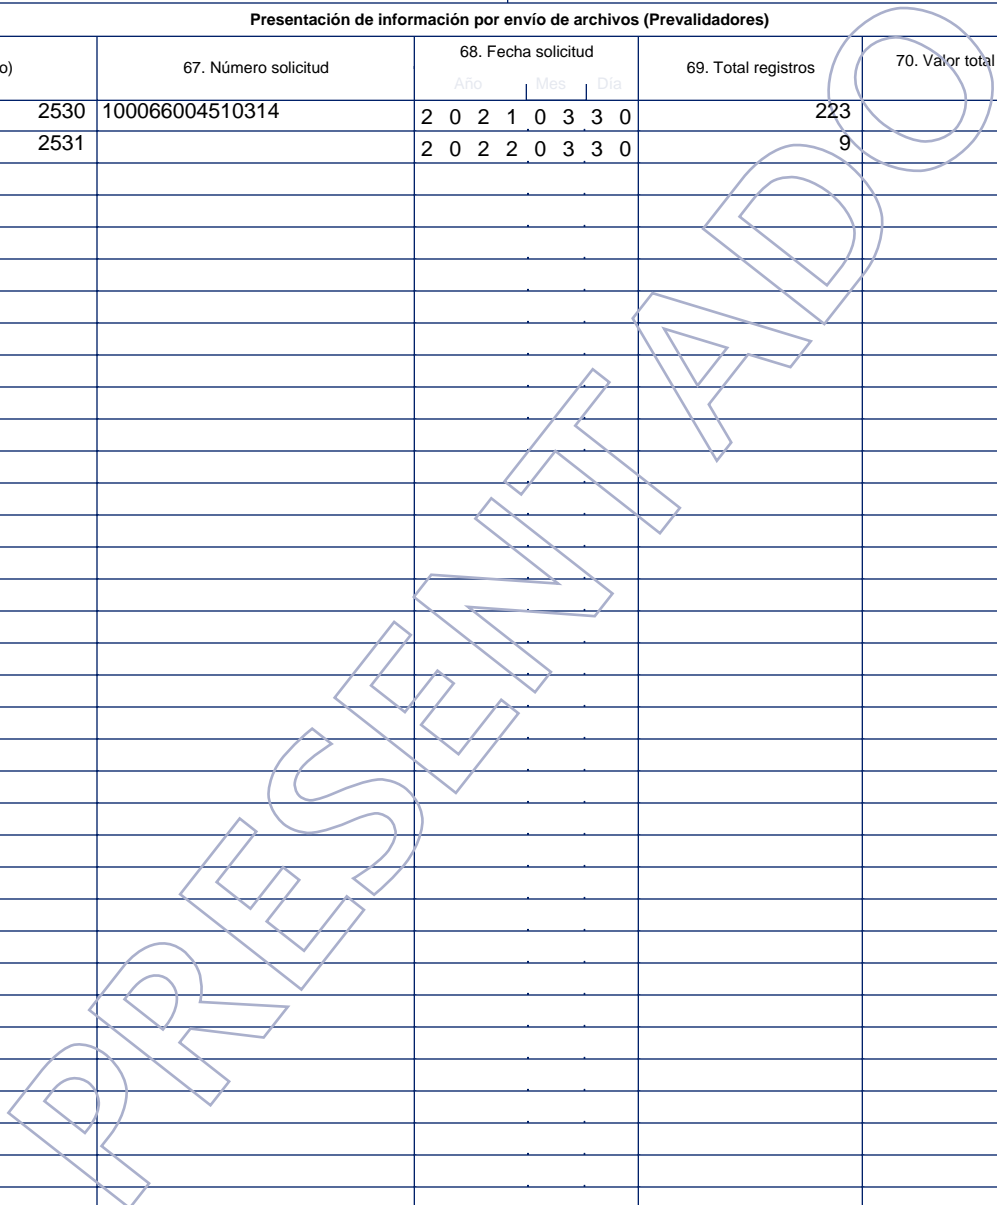 Presentación de información por envío de archivos (Prevalidadores)
o) 67. Número solicitud 68. Fecha solicitud 69. Total registros 70. Valor total
Año Mes Día
2530 100066004510314 2 0 2 1 0 3 3 0 223
2531 2 0 2 2 0 3 3 0 9
PRESENTADO